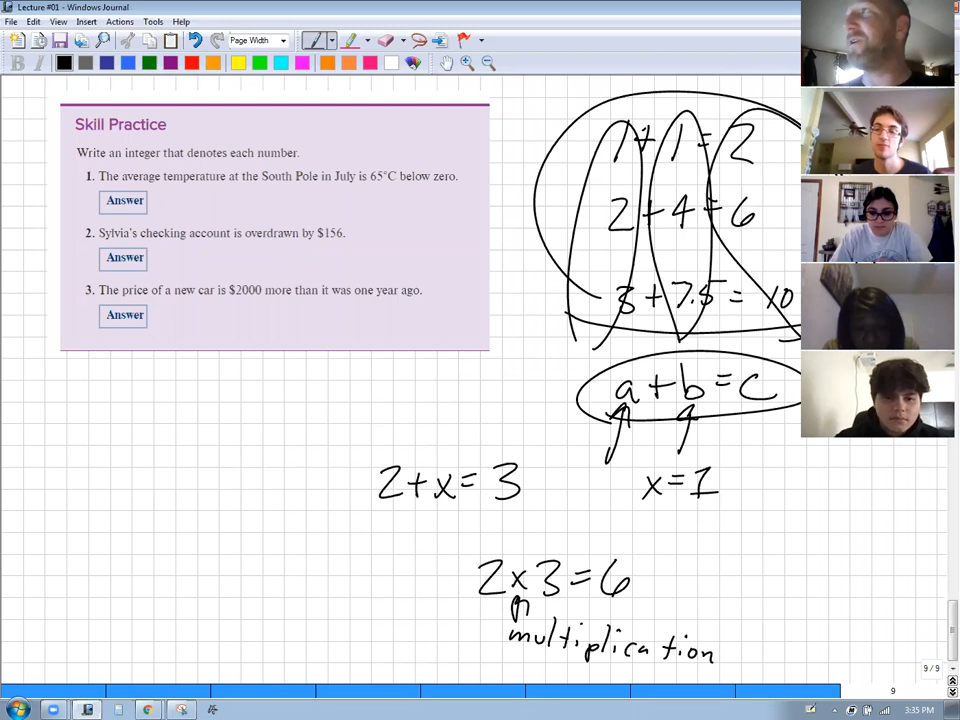 Lecture #01 - Windows Journal
File Edit View Insert Actions Tools Help
Page Width
B I
Skill Practice
Write an integer that denotes each number.
1. The average temperature at the South Pole in July is 65°C below zero.
Answer
2. Sylvia's checking account is overdrawn by $156.
Answer
3. The price of a new car is $2000 more than it was one year ago.
Answer
1+1=2
2+4=6
3+7.5=10
a+b=c
2+x=3
x=1
2x3=6
multiplication
9/9
9
3:35 PM